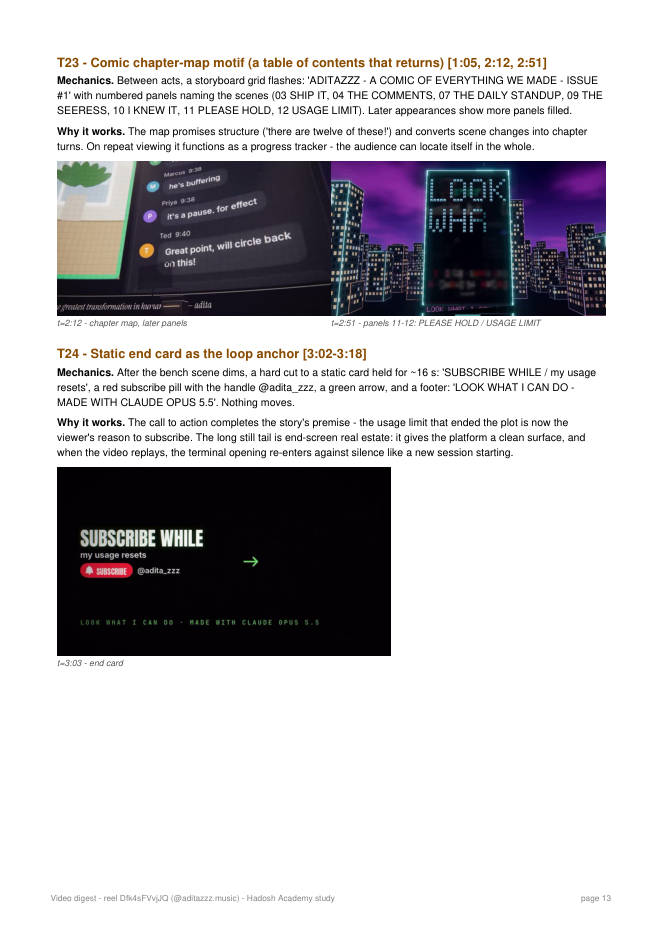 T23 - Comic chapter-map motif (a table of contents that returns) [1:05, 2:12, 2:51]
Mechanics. Between acts, a storyboard grid flashes: 'ADITAZZZ - A COMIC OF EVERYTHING WE MADE - ISSUE
#1' with numbered panels naming the scenes (03 SHIP IT, 04 THE COMMENTS, 07 THE DAILY STANDUP, 09 THE
SEERESS, 10 I KNEW IT, 11 PLEASE HOLD, 12 USAGE LIMIT). Later appearances show more panels filled.
Why it works. The map promises structure ('there are twelve of these!') and converts scene changes into chapter
turns. On repeat viewing it functions as a progress tracker - the audience can locate itself in the whole.
Marcus 9:38
M
he's buffering
Priya 9:38
P
it's a pause. for effect
Ted 9:40
T
Great point, will circle back
on this!
greatest transformation in human
- adita
LOOK
WHA
t=2:12 - chapter map, later panels
t=2:51 - panels 11-12: PLEASE HOLD / USAGE LIMIT
T24 - Static end card as the loop anchor [3:02-3:18]
Mechanics. After the bench scene dims, a hard cut to a static card held for ~16 s: 'SUBSCRIBE WHILE / my usage
resets', a red subscribe pill with the handle @adita_zzz, a green arrow, and a footer: 'LOOK WHAT I CAN DO -
MADE WITH CLAUDE OPUS 5.5'. Nothing moves.
Why it works. The call to action completes the story's premise - the usage limit that ended the plot is now the
viewer's reason to subscribe. The long still tail is end-screen real estate: it gives the platform a clean surface, and
when the video replays, the terminal opening re-enters against silence like a new session starting.
SUBSCRIBE WHILE
my usage resets
SUBSCRIBE @adita_zzz
→
LOOK WHAT I CAN DO - MADE WITH CLAUDE OPUS 5.5
t=3:03 - end card
Video digest - reel Dfk4sFVvjJQ (@aditazzz.music) - Hadosh Academy study
page 13